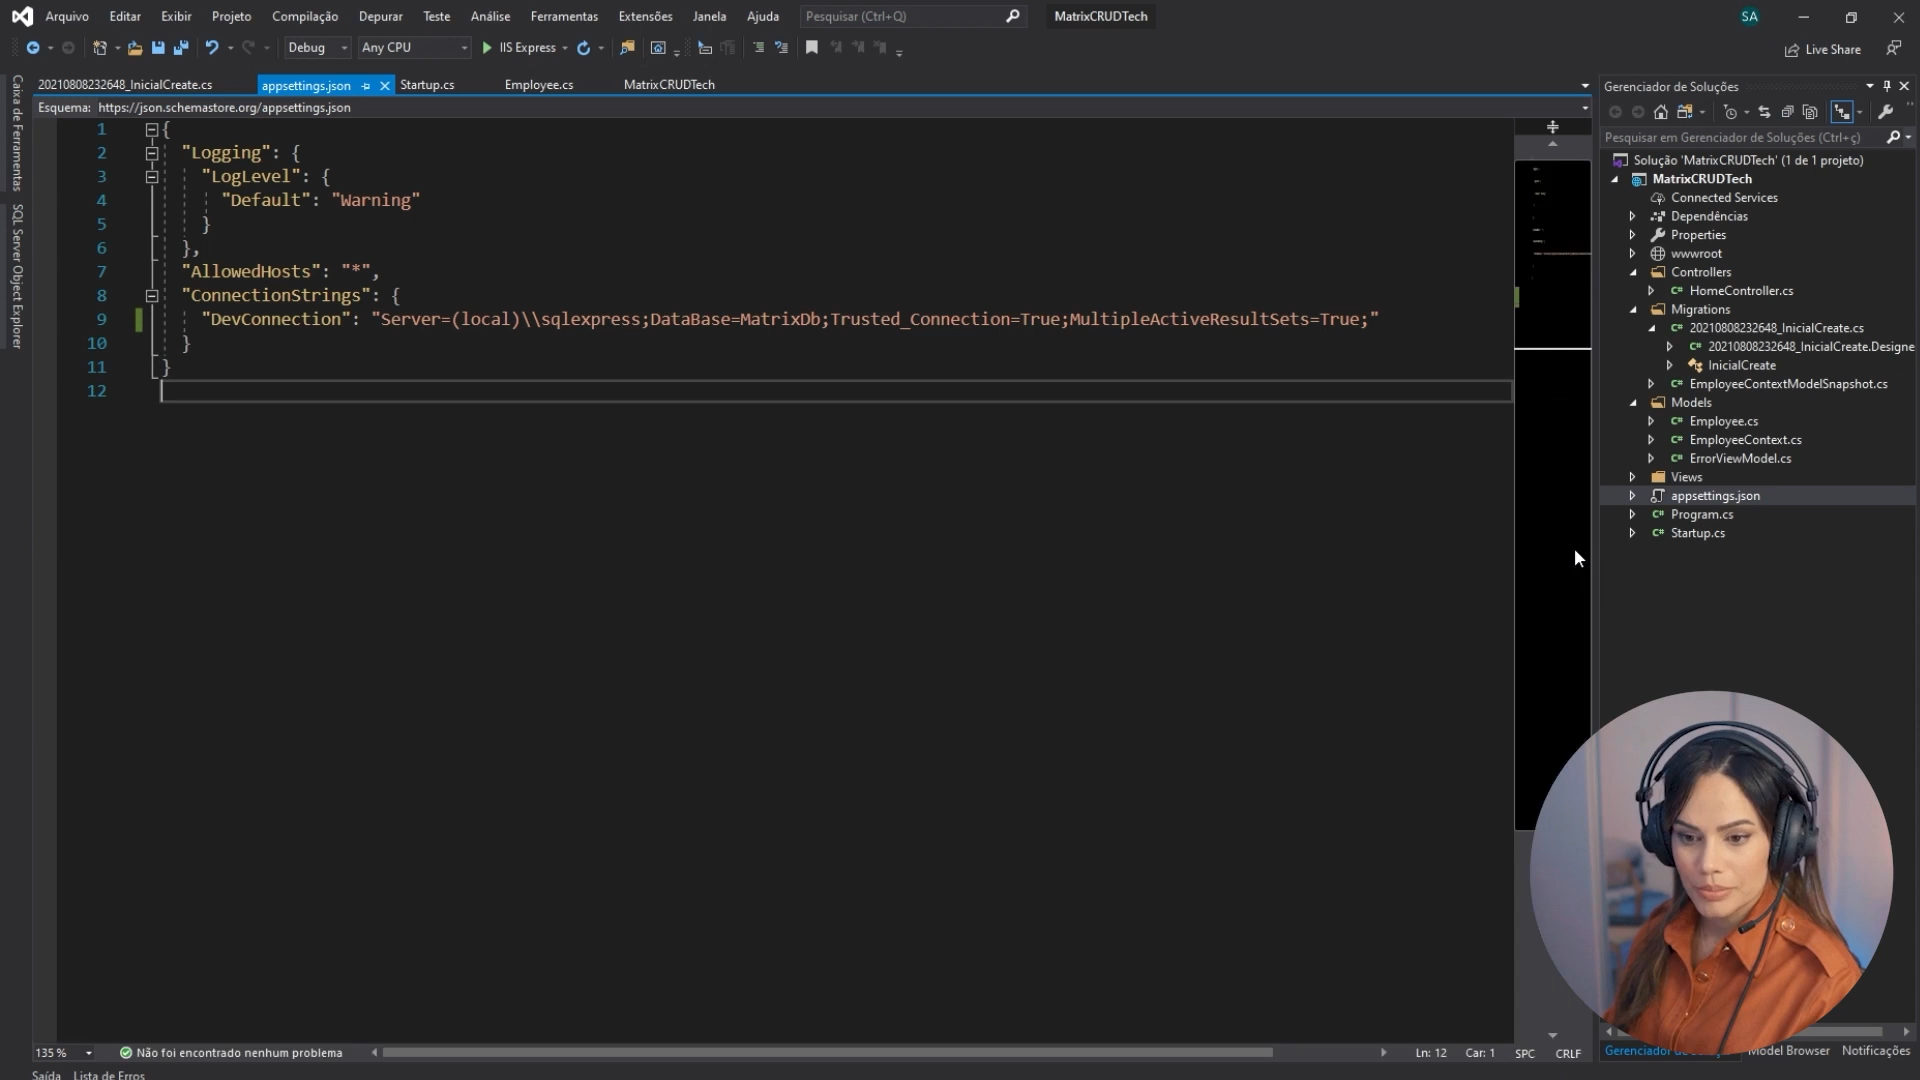 Arquivo Editar Exibir Projeto Compilação Depurar Teste Análise Ferramentas Extensões Janela Ajuda Pesquisar (Ctrl+Q) MatrixCRUDTech SA
Debug Any CPU IIS Express Live Share
20210808232648_InicialCreate.cs appsettings.json Startup.cs Employee.cs MatrixCRUDTech
Esquema: https://json.schemastore.org/appsettings.json
Caixa de Ferramentas
SQL Server Object Explorer
1 {
2 "Logging": {
3 "LogLevel": {
4 "Default": "Warning"
5 }
6 },
7 "AllowedHosts": "*",
8 "ConnectionStrings": {
9 "DevConnection": "Server=(local)\\sqlexpress;DataBase=MatrixDb;Trusted_Connection=True;MultipleActiveResultSets=True;"
10 }
11 }
12
Gerenciador de Soluções
Pesquisar em Gerenciador de Soluções (Ctrl+ç)
Solução 'MatrixCRUDTech' (1 de 1 projeto)
MatrixCRUDTech
Connected Services
Dependências
Properties
wwwroot
Controllers
C# HomeController.cs
Migrations
C# 20210808232648_InicialCreate.cs
C# 20210808232648_InicialCreate.Designe
InicialCreate
C# EmployeeContextModelSnapshot.cs
Models
C# Employee.cs
C# EmployeeContext.cs
C# ErrorViewModel.cs
Views
appsettings.json
C# Program.cs
C# Startup.cs
135 % Não foi encontrado nenhum problema Ln: 12 Car: 1 SPC CRLF
Gerenciador de Model Browser Notificações
Saída Lista de Erros